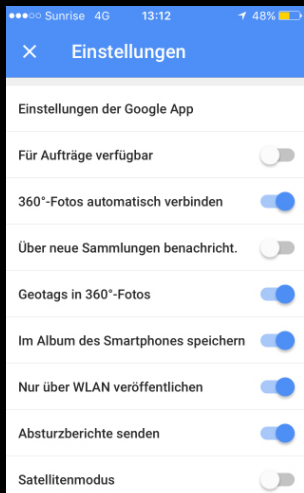 ●●●○○ Sunrise 4G 13:12 48%
× Einstellungen
Einstellungen der Google App
Für Aufträge verfügbar
360°-Fotos automatisch verbinden
Über neue Sammlungen benachricht.
Geotags in 360°-Fotos
Im Album des Smartphones speichern
Nur über WLAN veröffentlichen
Absturzberichte senden
Satellitenmodus